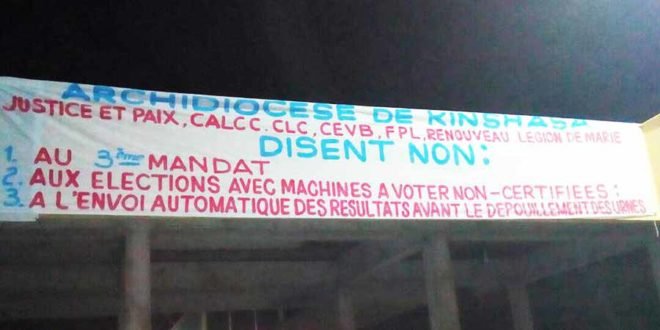 ARCHIDIOCESE DE KINSHASA
JUSTICE ET PAIX, CALCC. CLC, CEVB, FPL, RENOUVEAU LEGION DE MARIE
DISENT NON:
1. AU 3ème MANDAT
2. AUX ELECTIONS AVEC MACHINES A VOTER NON-CERTIFIEES;
3. A L'ENVOI AUTOMATIQUE DES RESULTATS AVANT LE DEPOUILLEMENT DES URNES